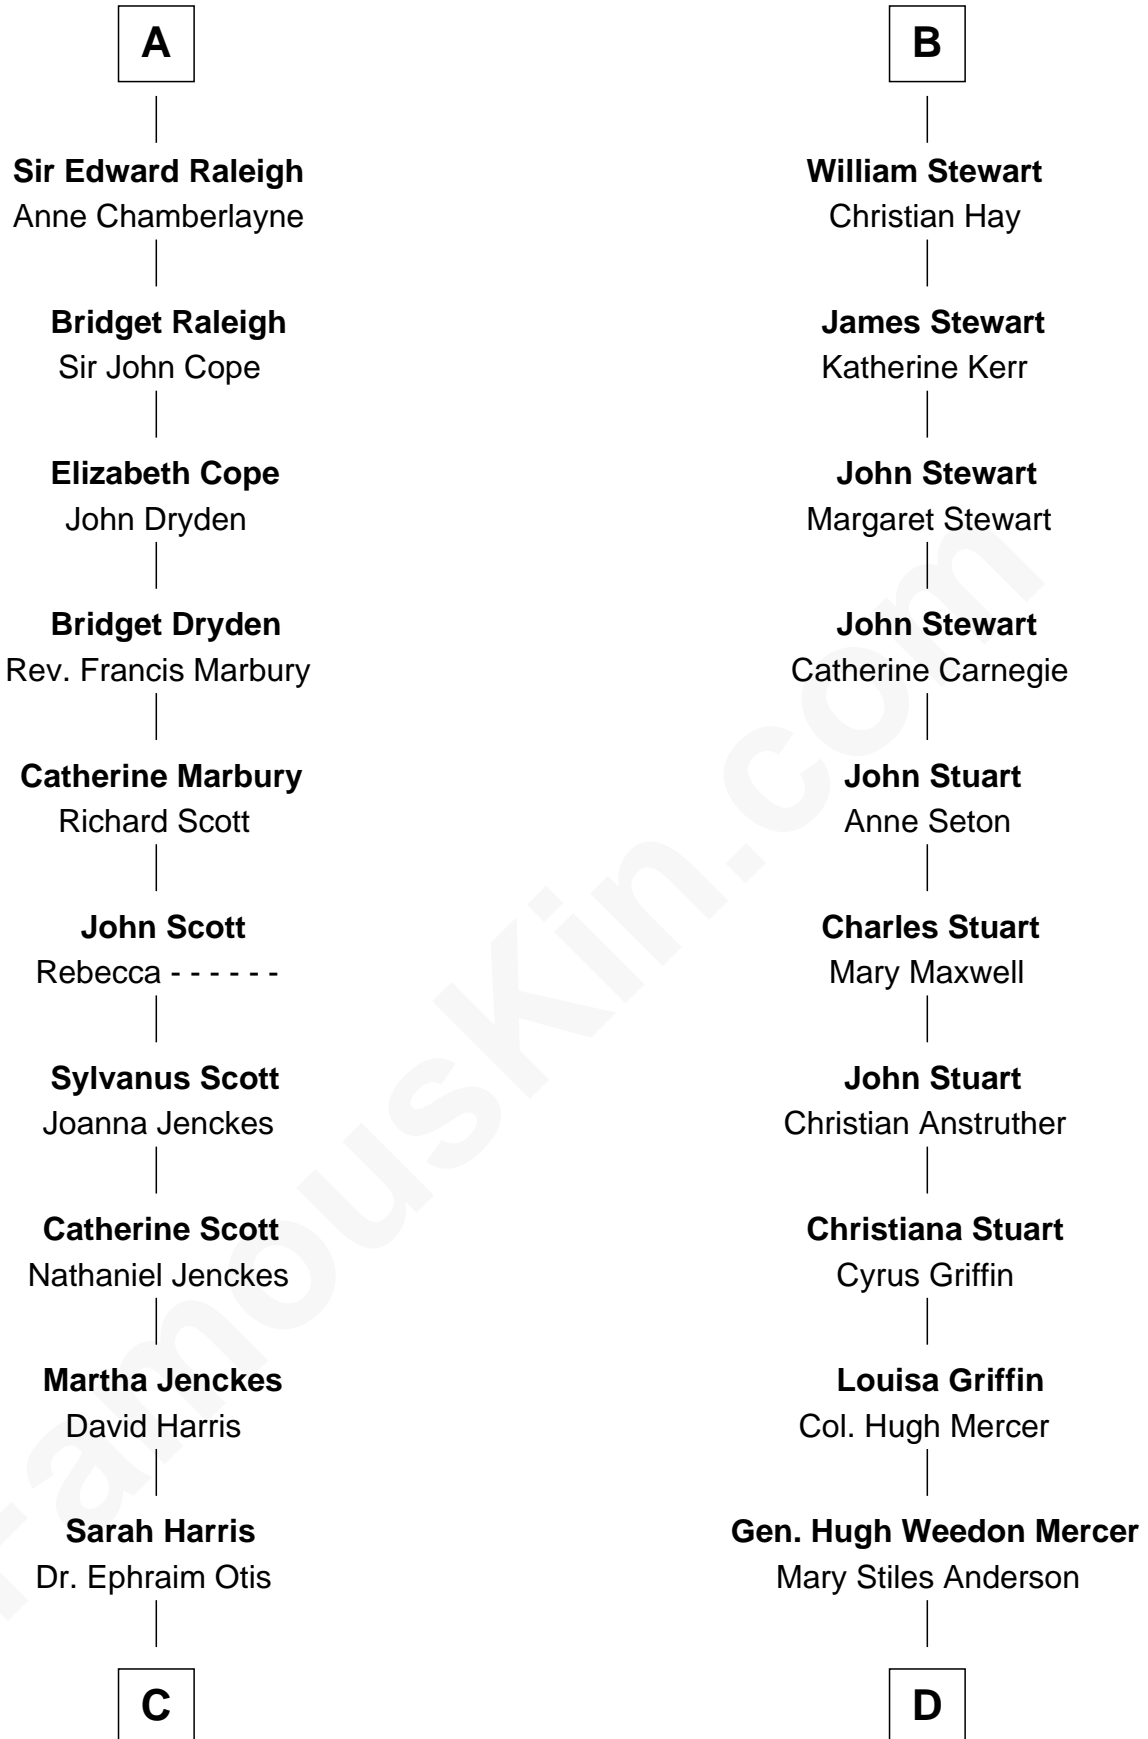 A
Sir Edward Raleigh
Anne Chamberlayne
Bridget Raleigh
Sir John Cope
Elizabeth Cope
John Dryden
Bridget Dryden
Rev. Francis Marbury
Catherine Marbury
Richard Scott
John Scott
Rebecca - - - - - -
Sylvanus Scott
Joanna Jenckes
Catherine Scott
Nathaniel Jenckes
Martha Jenckes
David Harris
Sarah Harris
Dr. Ephraim Otis
C
B
William Stewart
Christian Hay
James Stewart
Katherine Kerr
John Stewart
Margaret Stewart
John Stewart
Catherine Carnegie
John Stuart
Anne Seton
Charles Stuart
Mary Maxwell
John Stuart
Christian Anstruther
Christiana Stuart
Cyrus Griffin
Louisa Griffin
Col. Hugh Mercer
Gen. Hugh Weedon Mercer
Mary Stiles Anderson
D
FamousKin.com